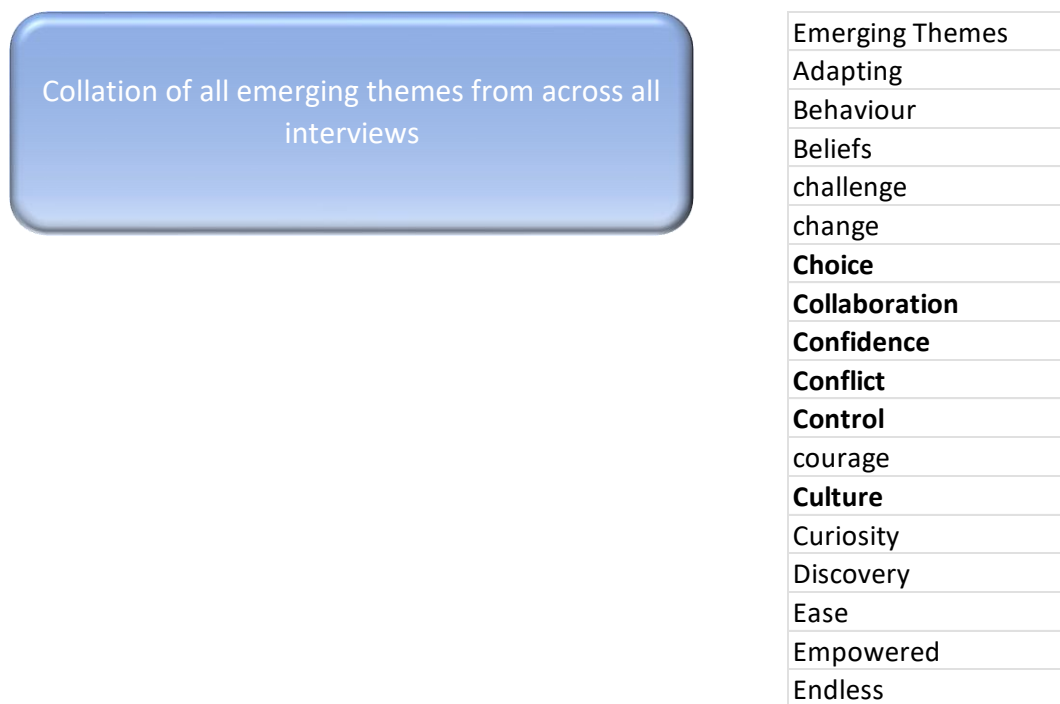 Collation of all emerging themes from across all
interviews
Emerging Themes
Adapting
Behaviour
Beliefs
challenge
change
Choice
Collaboration
Confidence
Conflict
Control
courage
Culture
Curiosity
Discovery
Ease
Empowered
Endless